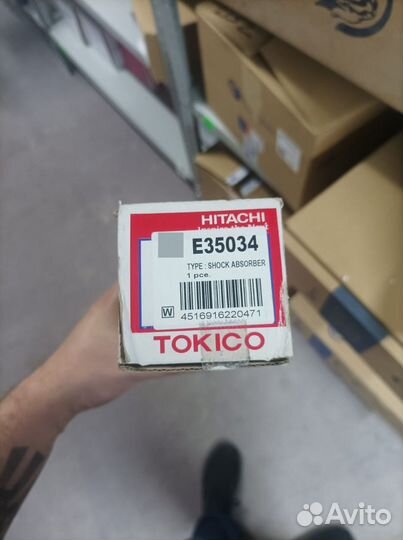 HITACHI
Inspire the Next
E35034
TYPE : SHOCK ABSORBER
1 pce.
W
4516916220471
TOKICO
Avito